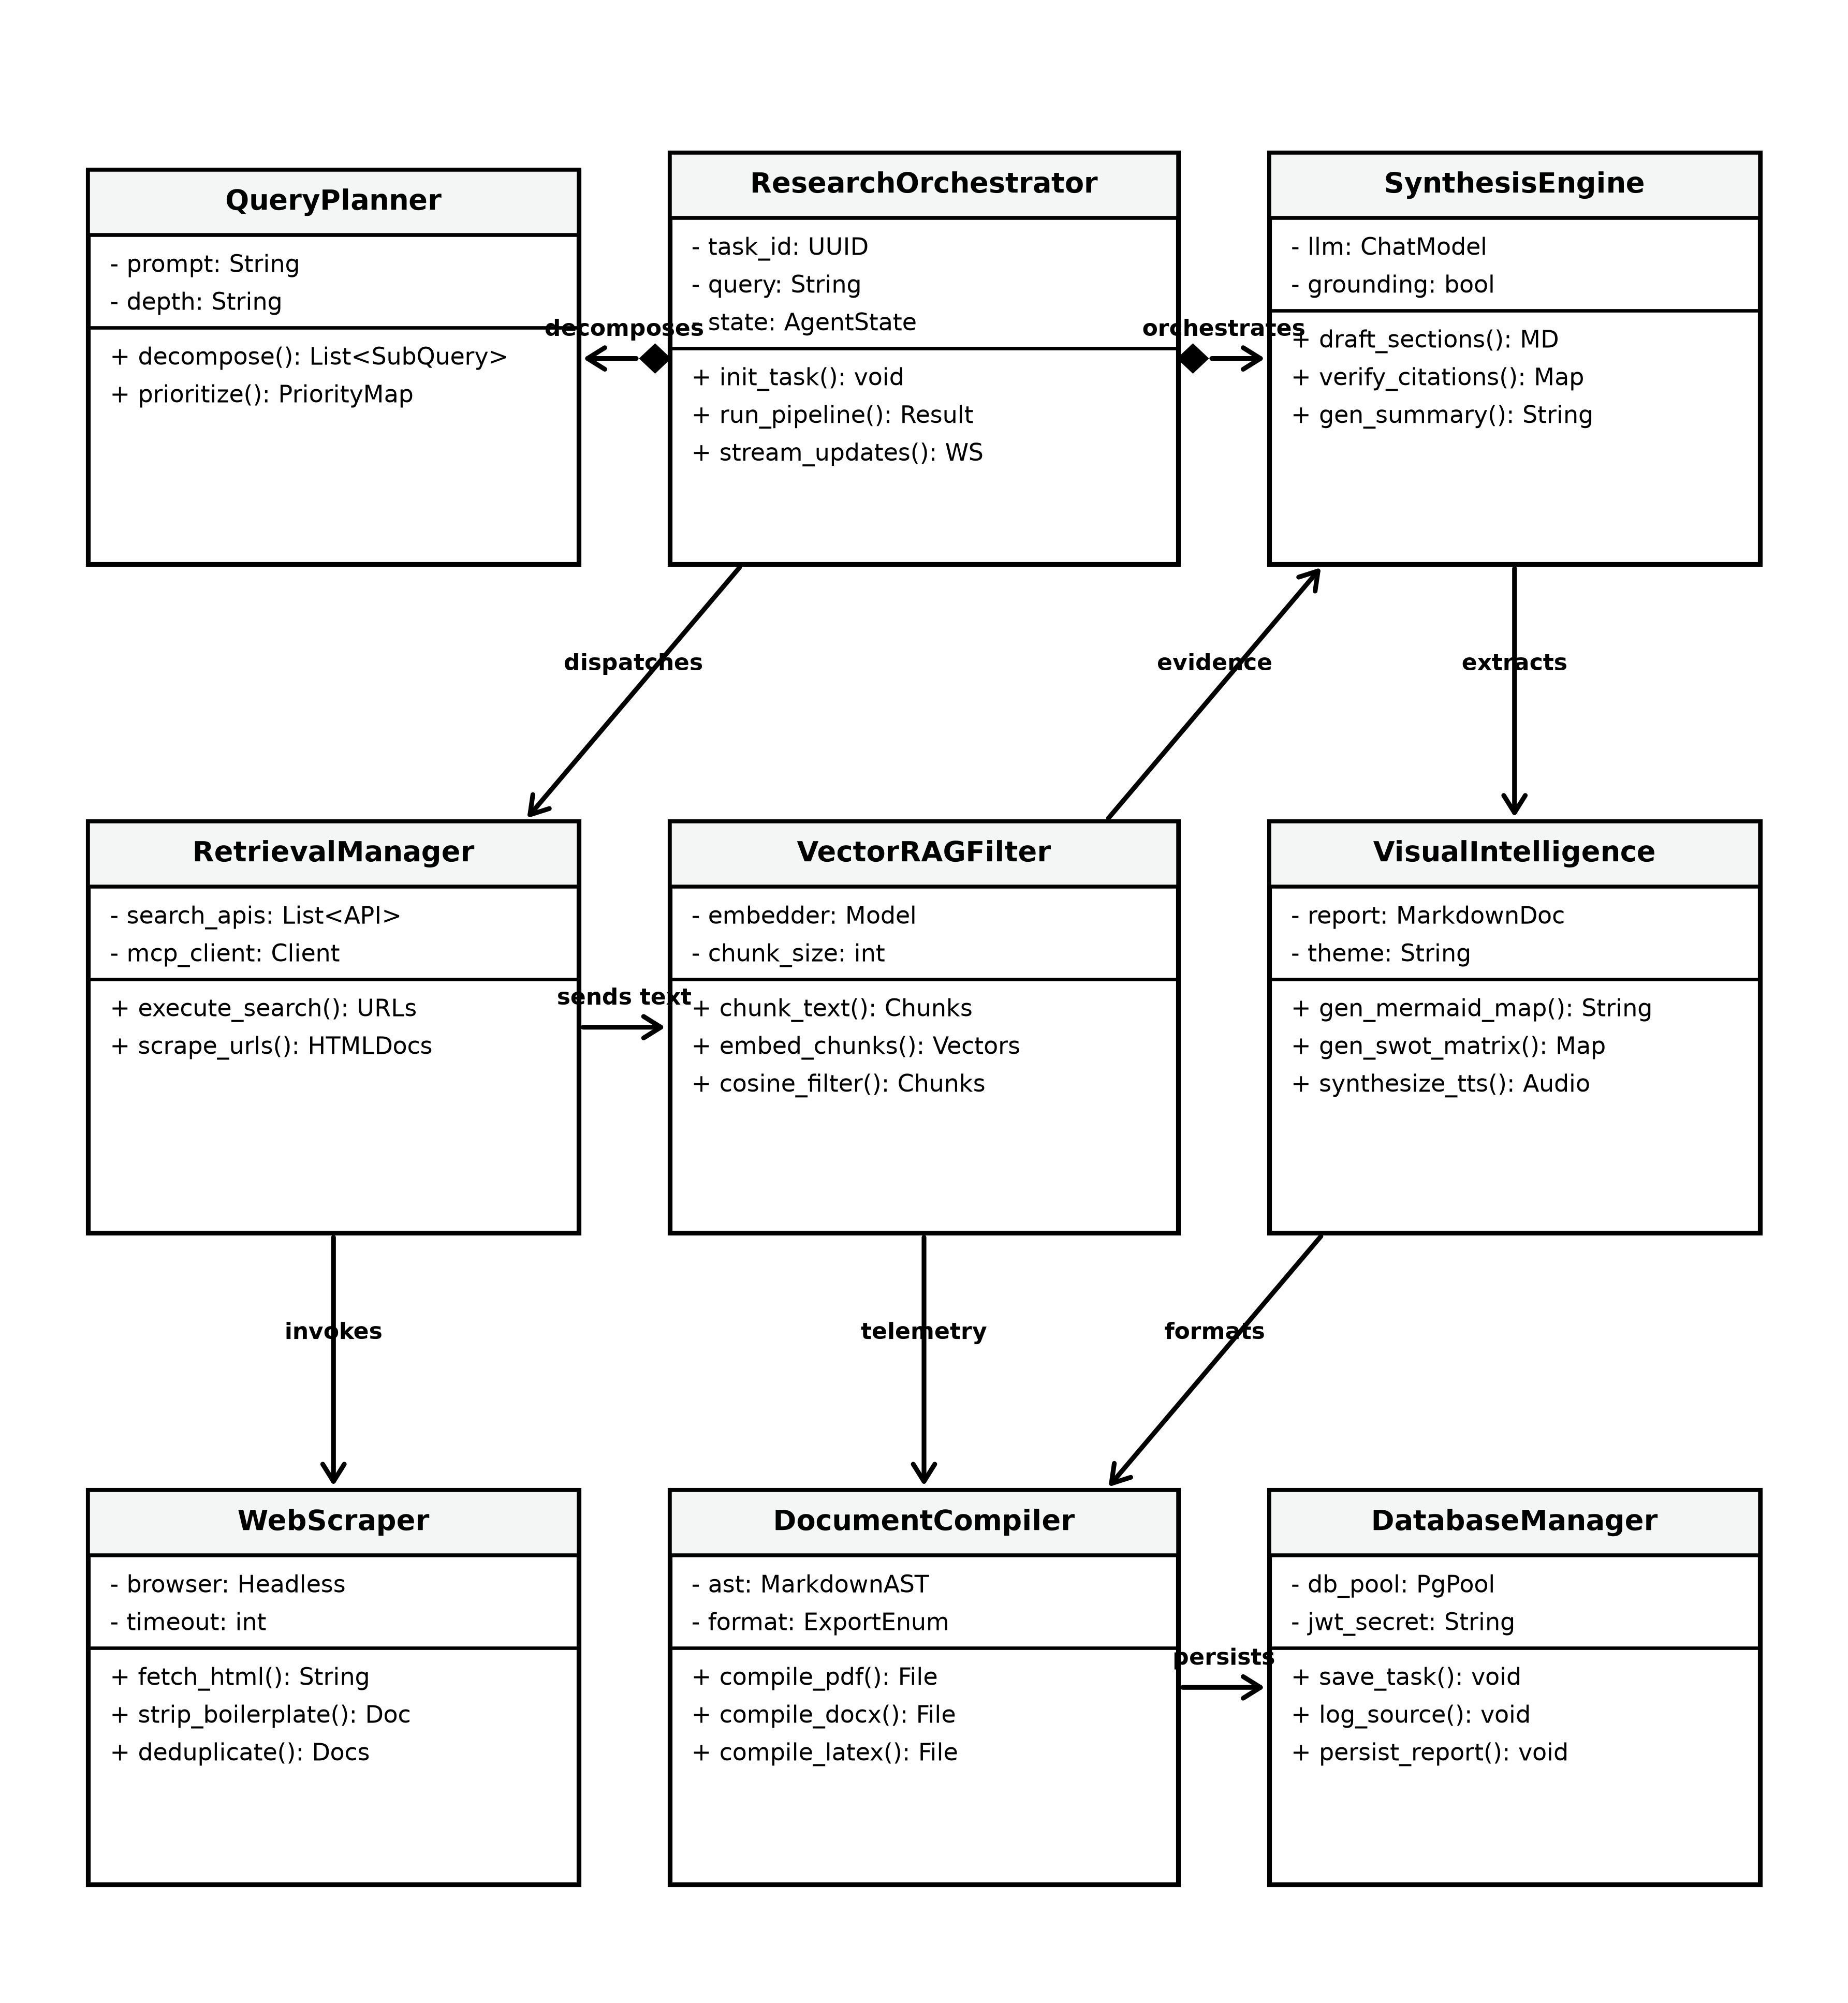 QueryPlanner
- prompt: String
- depth: String
+ decompose(): List<SubQuery>
+ prioritize(): PriorityMap
decomposes
ResearchOrchestrator
- task_id: UUID
- query: String
- state: AgentState
+ init_task(): void
+ run_pipeline(): Result
+ stream_updates(): WS
orchestrates
SynthesisEngine
- llm: ChatModel
- grounding: bool
+ draft_sections(): MD
+ verify_citations(): Map
+ gen_summary(): String
dispatches
evidence
extracts
RetrievalManager
- search_apis: List<API>
- mcp_client: Client
+ execute_search(): URLs
+ scrape_urls(): HTMLDocs
sends text
VectorRAGFilter
- embedder: Model
- chunk_size: int
+ chunk_text(): Chunks
+ embed_chunks(): Vectors
+ cosine_filter(): Chunks
VisualIntelligence
- report: MarkdownDoc
- theme: String
+ gen_mermaid_map(): String
+ gen_swot_matrix(): Map
+ synthesize_tts(): Audio
invokes
telemetry
formats
WebScraper
- browser: Headless
- timeout: int
+ fetch_html(): String
+ strip_boilerplate(): Doc
+ deduplicate(): Docs
DocumentCompiler
- ast: MarkdownAST
- format: ExportEnum
+ compile_pdf(): File
+ compile_docx(): File
+ compile_latex(): File
persists
DatabaseManager
- db_pool: PgPool
- jwt_secret: String
+ save_task(): void
+ log_source(): void
+ persist_report(): void